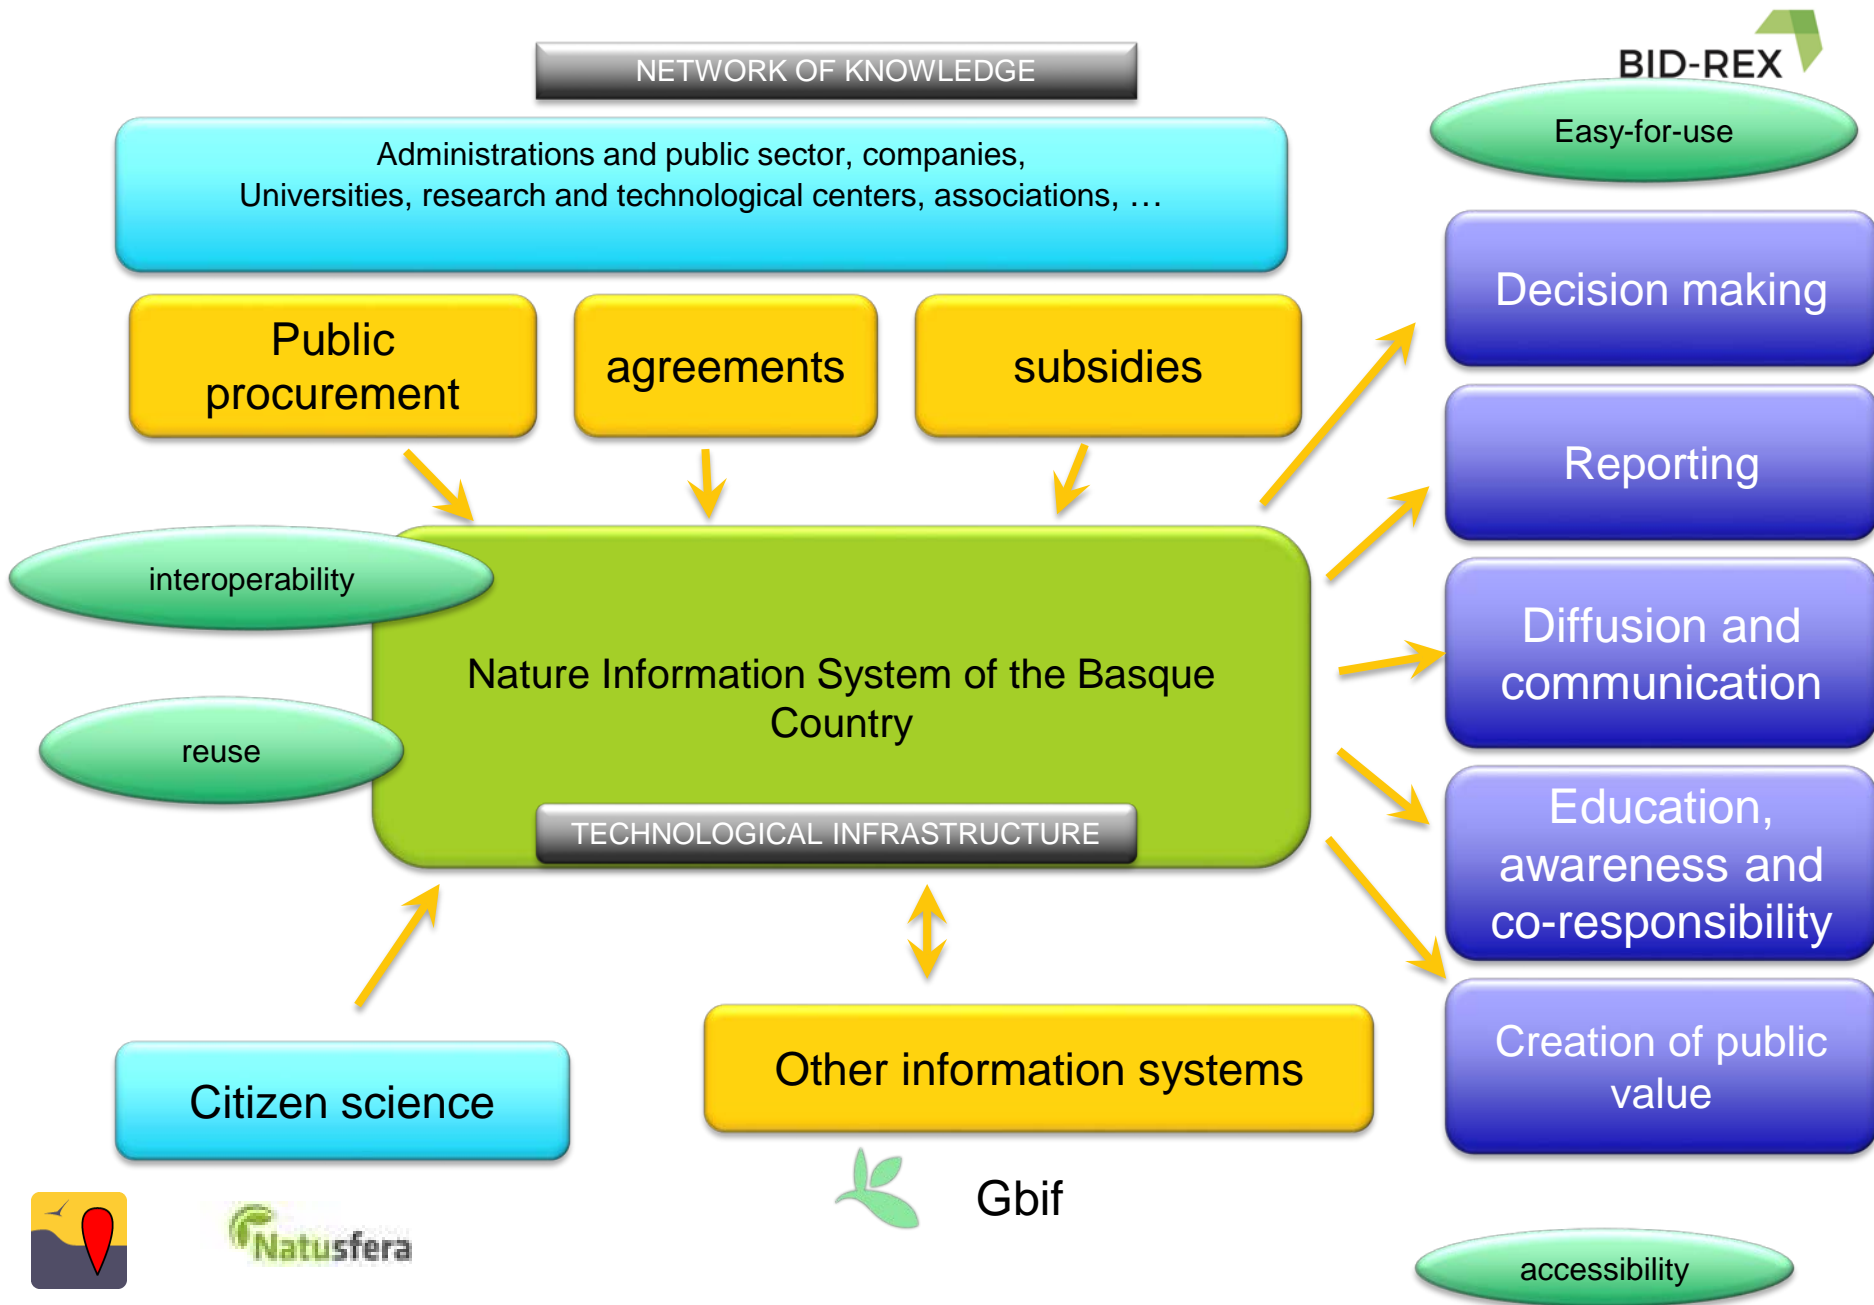 NETWORK OF KNOWLEDGE
BID-REX
Easy-for-use
Administrations and public sector, companies,
Universities, research and technological centers, associations, …
Public
procurement
agreements
subsidies
Decision making
Reporting
Diffusion and
communication
Education,
awareness and
co-responsibility
Creation of public
value
interoperability
reuse
Nature Information System of the Basque
Country
TECHNOLOGICAL INFRASTRUCTURE
Citizen science
Other information systems
Gbif
Natusfera
accessibility